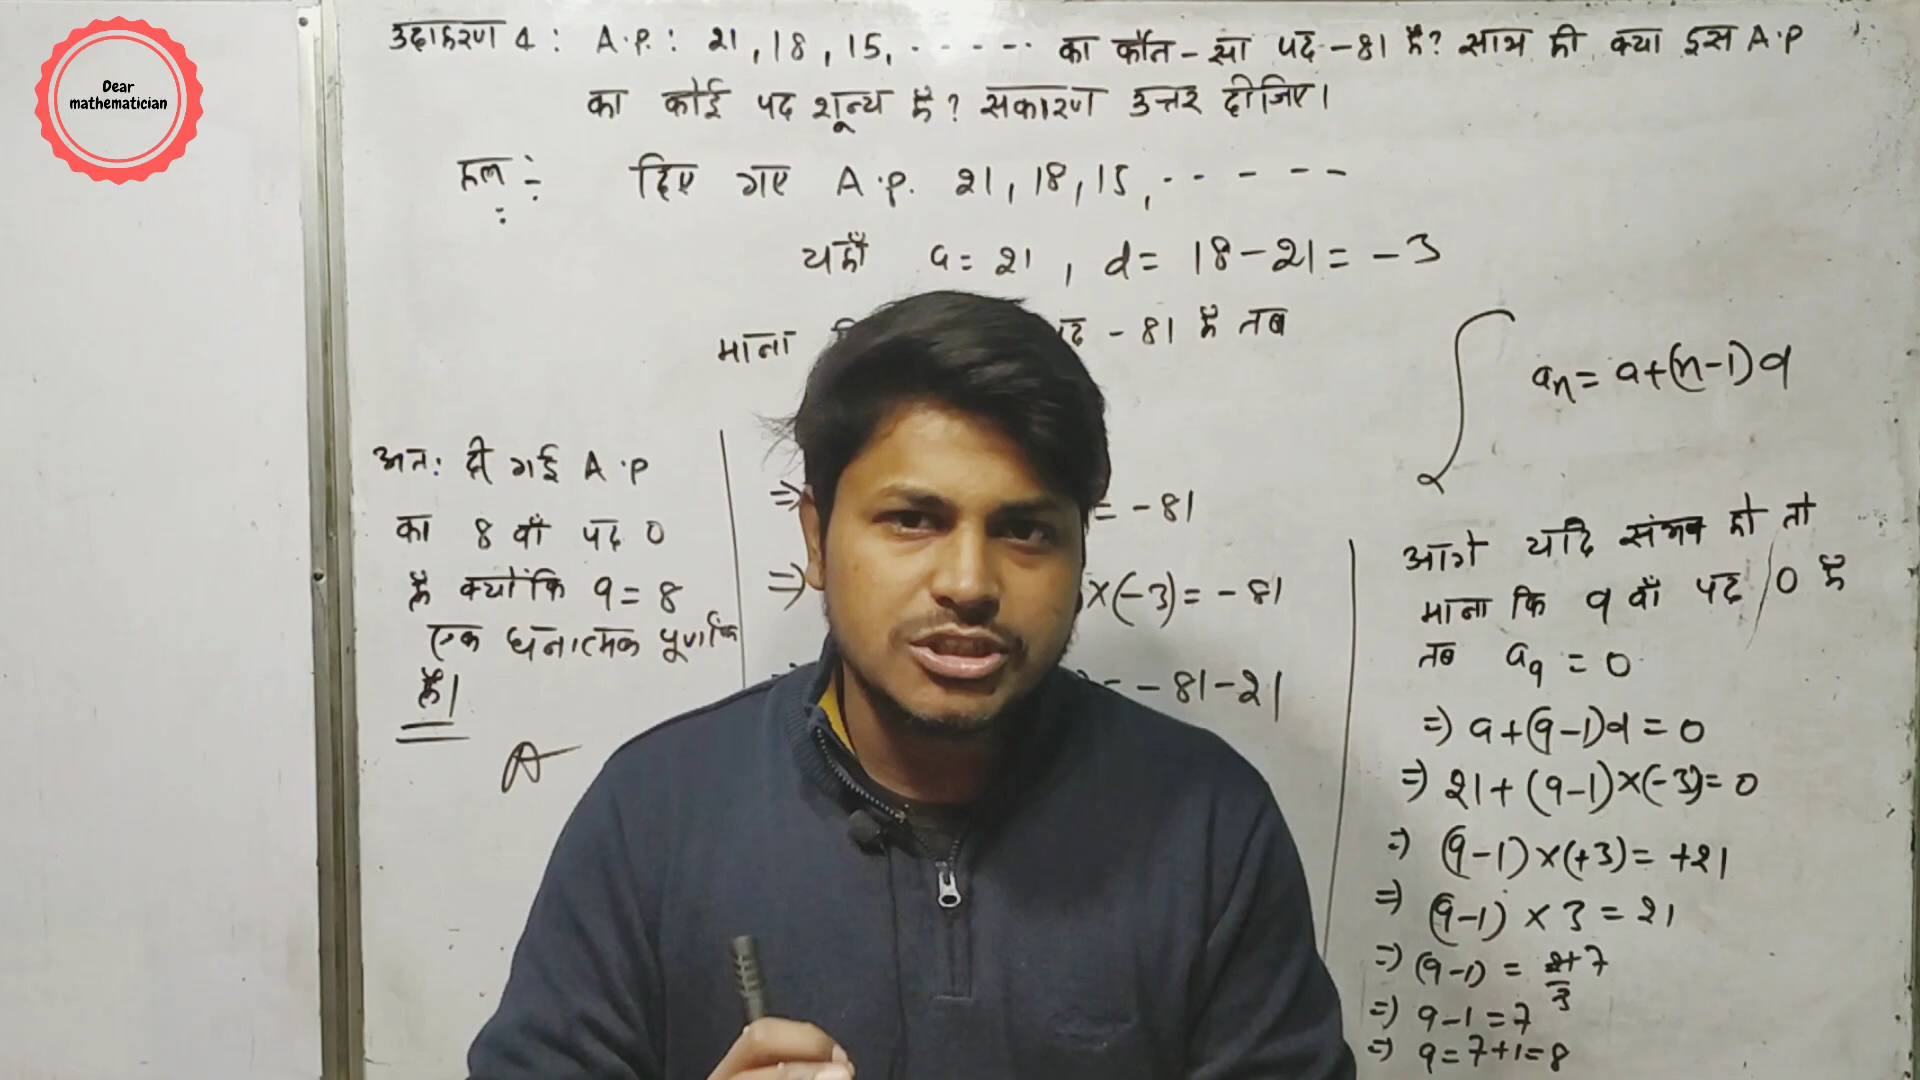 Dear
mathematician
उदाहरण 4 : A.P. : 21, 18, 15, ...... का कौन-सा पद -81 है? साथ ही क्या इस A.P
का कोई पद शून्य है? सकारण उत्तर दीजिए।
हल :-
दिए गए A.P. 21, 18, 15, ......
यहाँ a = 21, d = 18-21 = -3
माना
पद -81 है तब
an = a+(n-1)d
अतः दी गई A.P
का 8 वाँ पद 0
है क्योंकि q = 8
एक धनात्मक पूर्णांक
है।
A
=>
= -81
=>
×(-3) = -81
= -81-21
आगे यदि संभव हो तो
माना कि q वाँ पद 0 है
तब aq = 0
=> a+(q-1)d = 0
=> 21+(q-1)×(-3) = 0
=> (q-1)×(+3) = +21
=> (q-1) × 3 = 21
=> (q-1) = 21/3 7
=> q-1 = 7
=> q = 7+1 = 8